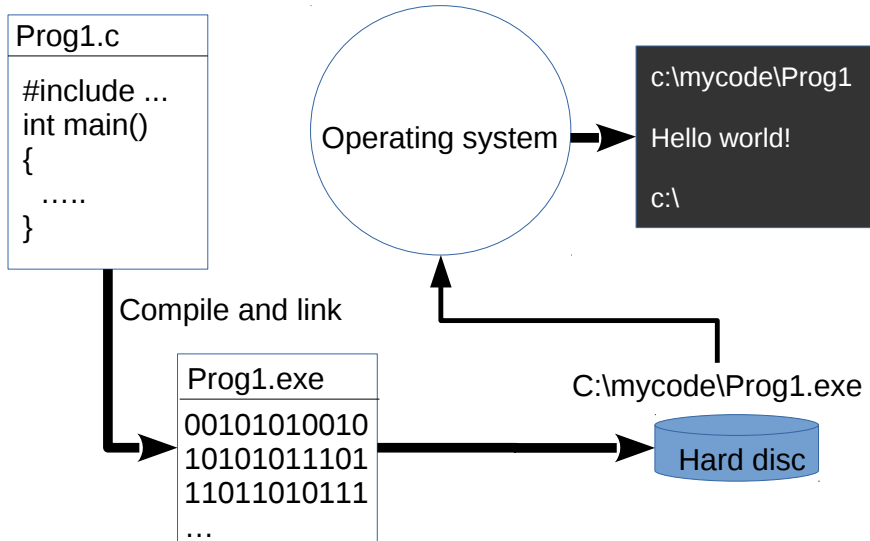 Prog1.c
#include ...
int main()
{
…..
}
Compile and link
Prog1.exe
00101010010
10101011101
11011010111
…
Operating system
c:\mycode\Prog1
Hello world!
c:\
C:\mycode\Prog1.exe
Hard disc